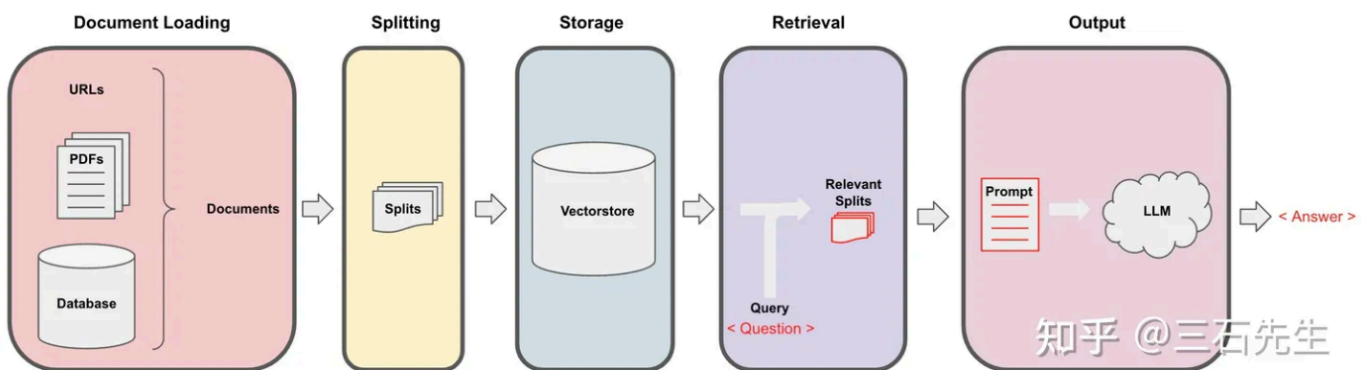 Document Loading
Splitting
Storage
Retrieval
Output
URLs
PDFs
Documents
Database
Splits
Vectorstore
Relevant
Splits
Query
< Question >
Prompt
LLM
< Answer >
知乎 @三石先生